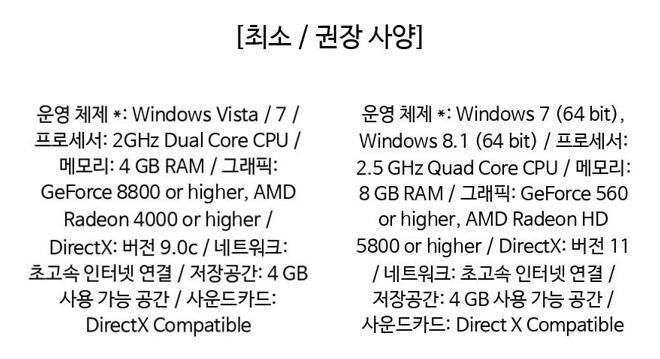 [최소 / 권장 사양]
운영 체제 *: Windows Vista / 7 /
프로세서: 2GHz Dual Core CPU /
메모리: 4 GB RAM / 그래픽:
GeForce 8800 or higher, AMD
Radeon 4000 or higher /
DirectX: 버전 9.0c / 네트워크:
초고속 인터넷 연결 / 저장공간: 4 GB
사용 가능 공간 / 사운드카드:
DirectX Compatible
운영 체제 *: Windows 7 (64 bit),
Windows 8.1 (64 bit) / 프로세서:
2.5 GHz Quad Core CPU / 메모리:
8 GB RAM / 그래픽: GeForce 560
or higher, AMD Radeon HD
5800 or higher / DirectX: 버전 11
/ 네트워크: 초고속 인터넷 연결 /
저장공간: 4 GB 사용 가능 공간 /
사운드카드: Direct X Compatible